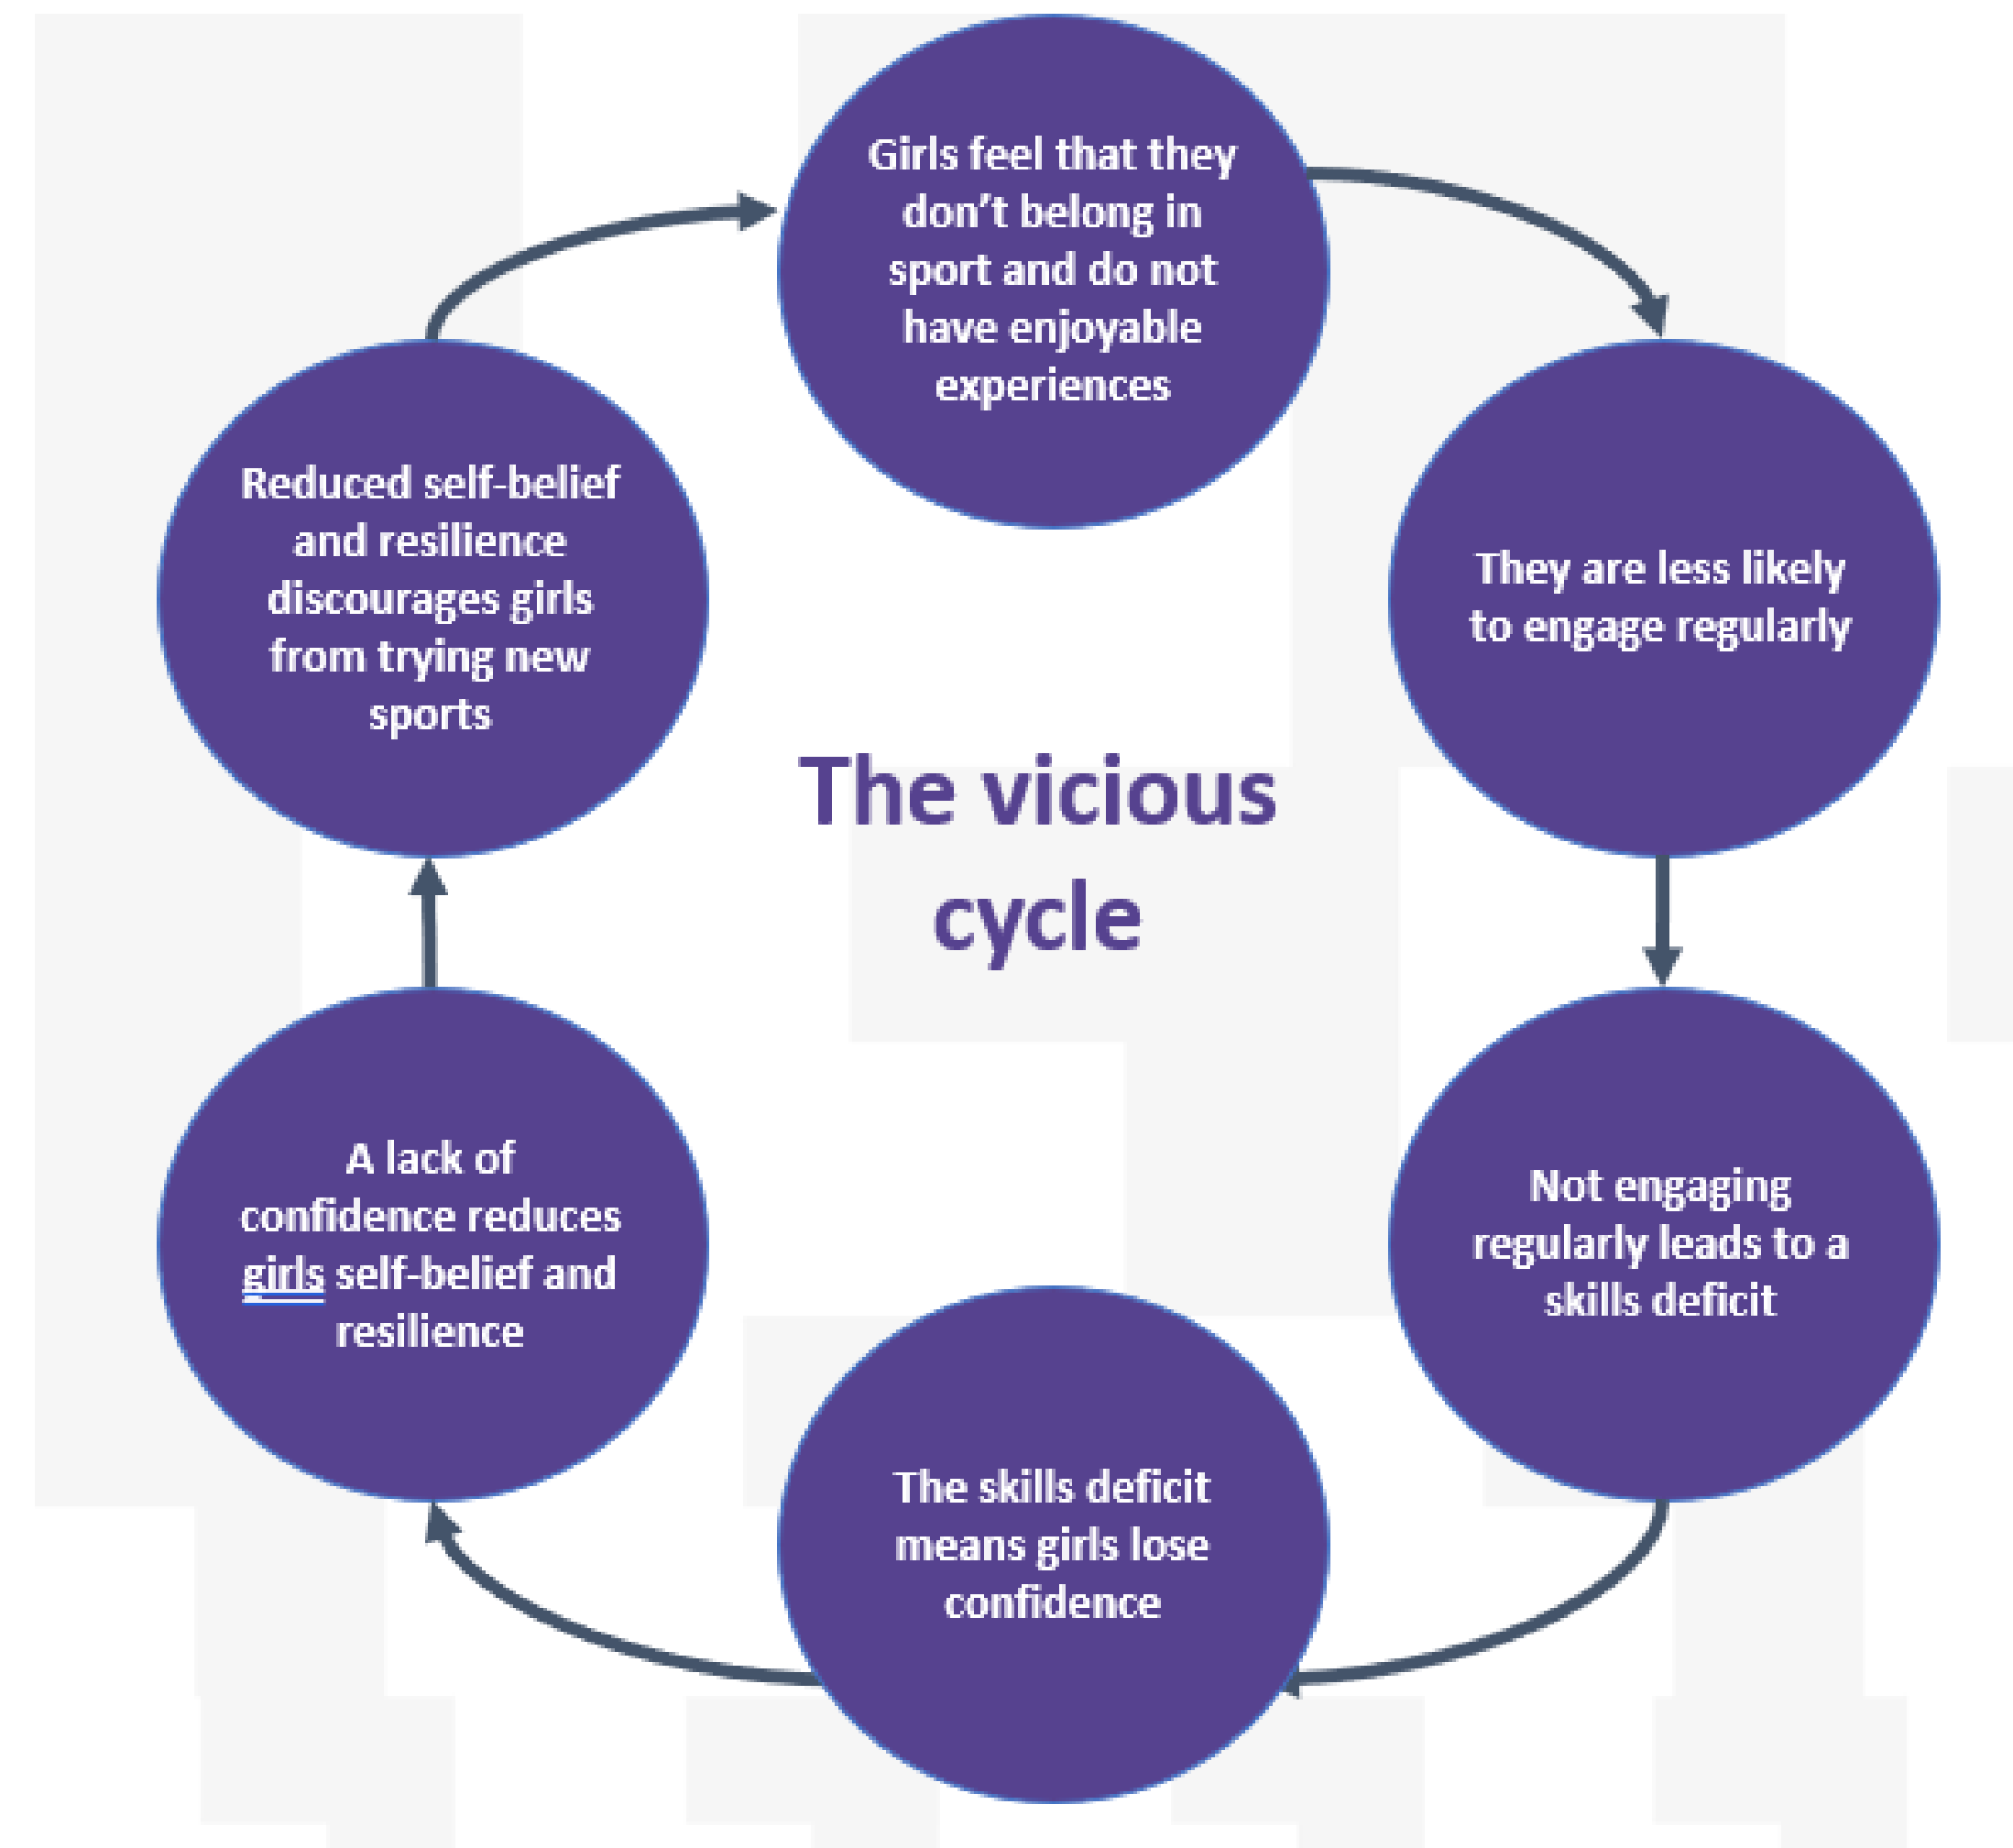 Girls feel that they
don't belong in
sport and do not
have enjoyable
experiences
They are less likely
to engage regularly
Not engaging
regularly leads to a
skills deficit
The skills deficit
means girls lose
confidence
A lack of
confidence reduces
girls self-belief and
resilience
Reduced self-belief
and resilience
discourages girls
from trying new
sports
The vicious
cycle